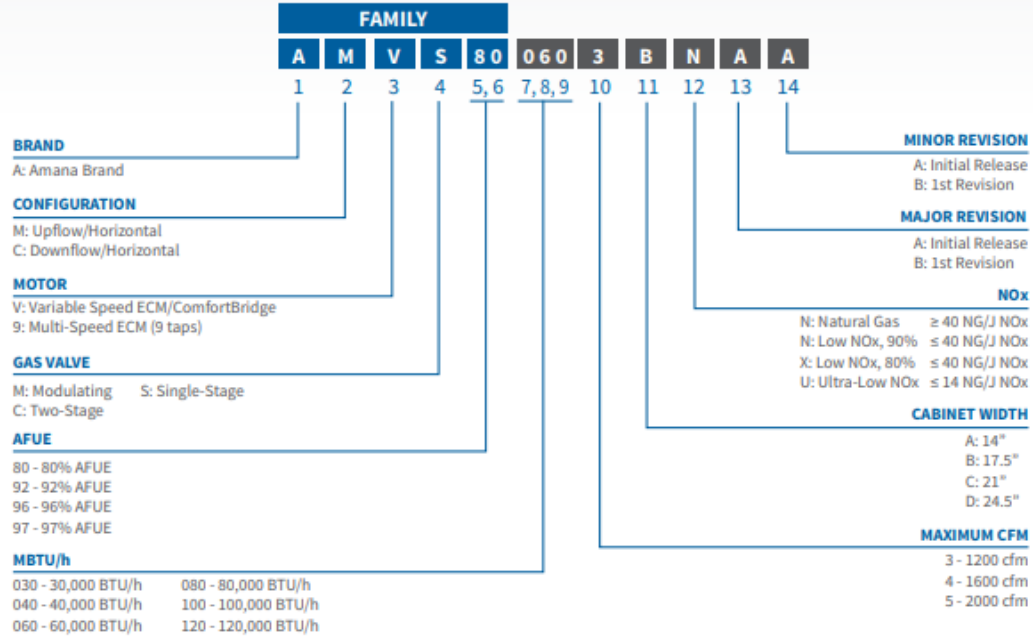 FAMILY
A M V S 80 060 3 B N A A
1 2 3 4 5, 6 7, 8, 9 10 11 12 13 14
BRAND
A: Amana Brand
CONFIGURATION
M: Upflow/Horizontal
C: Downflow/Horizontal
MOTOR
V: Variable Speed ECM/ComfortBridge
9: Multi-Speed ECM (9 taps)
GAS VALVE
M: Modulating S: Single-Stage
C: Two-Stage
AFUE
80 - 80% AFUE
92 - 92% AFUE
96 - 96% AFUE
97 - 97% AFUE
MBTU/h
030 - 30,000 BTU/h 080 - 80,000 BTU/h
040 - 40,000 BTU/h 100 - 100,000 BTU/h
060 - 60,000 BTU/h 120 - 120,000 BTU/h
MINOR REVISION
A: Initial Release
B: 1st Revision
MAJOR REVISION
A: Initial Release
B: 1st Revision
NOx
N: Natural Gas ≥ 40 NG/J NOx
N: Low NOx, 90% ≤ 40 NG/J NOx
X: Low NOx, 80% ≤ 40 NG/J NOx
U: Ultra-Low NOx ≤ 14 NG/J NOx
CABINET WIDTH
A: 14"
B: 17.5"
C: 21"
D: 24.5"
MAXIMUM CFM
3 - 1200 cfm
4 - 1600 cfm
5 - 2000 cfm